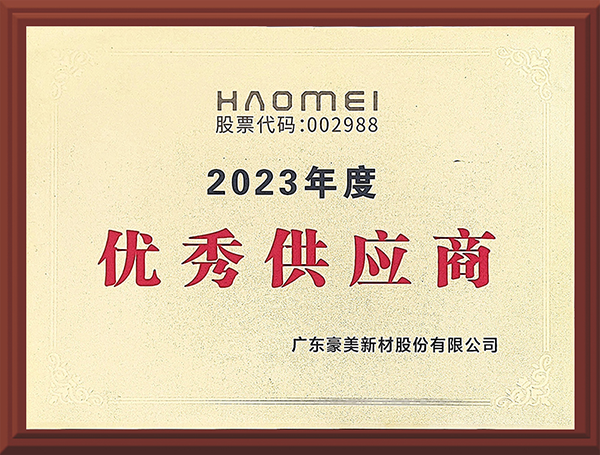 HAOMEI
股票代码:002988
2023年度
优秀供应商
广东豪美新材股份有限公司